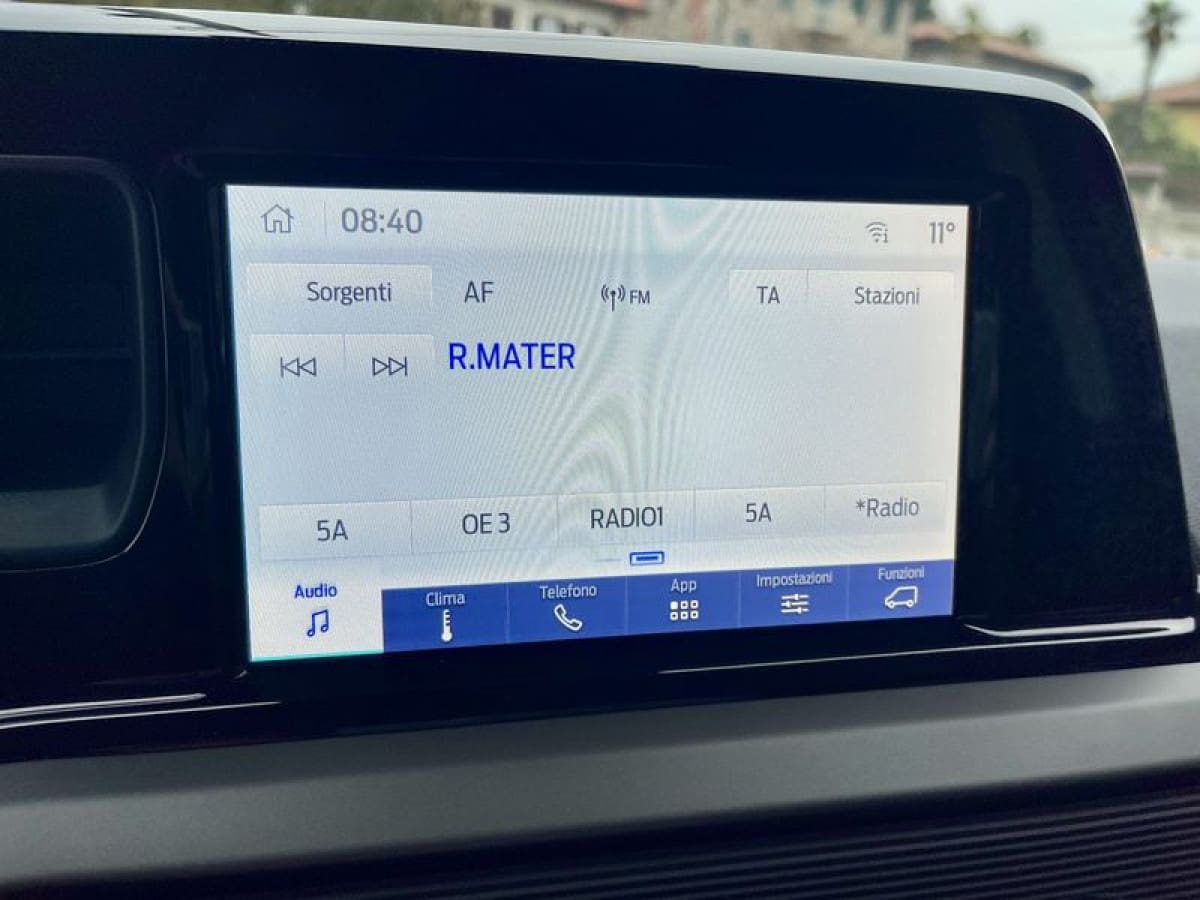 08:40 11°
Sorgenti AF FM TA Stazioni
R.MATER
5A OE 3 RADIO1 5A *Radio
Audio Clima Telefono App Impostazioni Funzioni